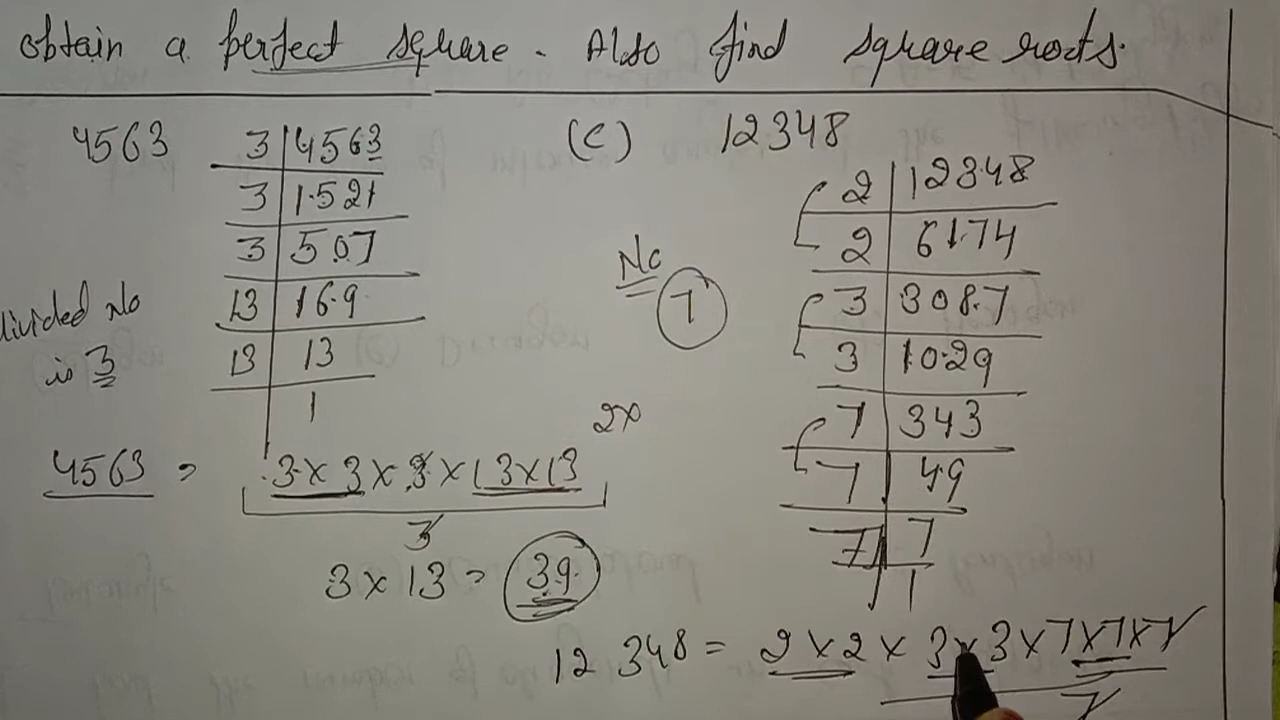 obtain a perfect square. Also find square roots.
4563
3 | 4563
3 | 1521
3 | 507
13 | 169
13 | 13
1
divided No
is 3
4563 = 3 × 3 × 3 × 13 × 13
3
3 × 13 = 39
2×
(C) 12348
No
7
2 | 12348
2 | 6174
3 | 3087
3 | 1029
7 | 343
7 | 49
7 | 7
1
12348 = 2 × 2 × 3 × 3 × 7 × 7 × 7
7